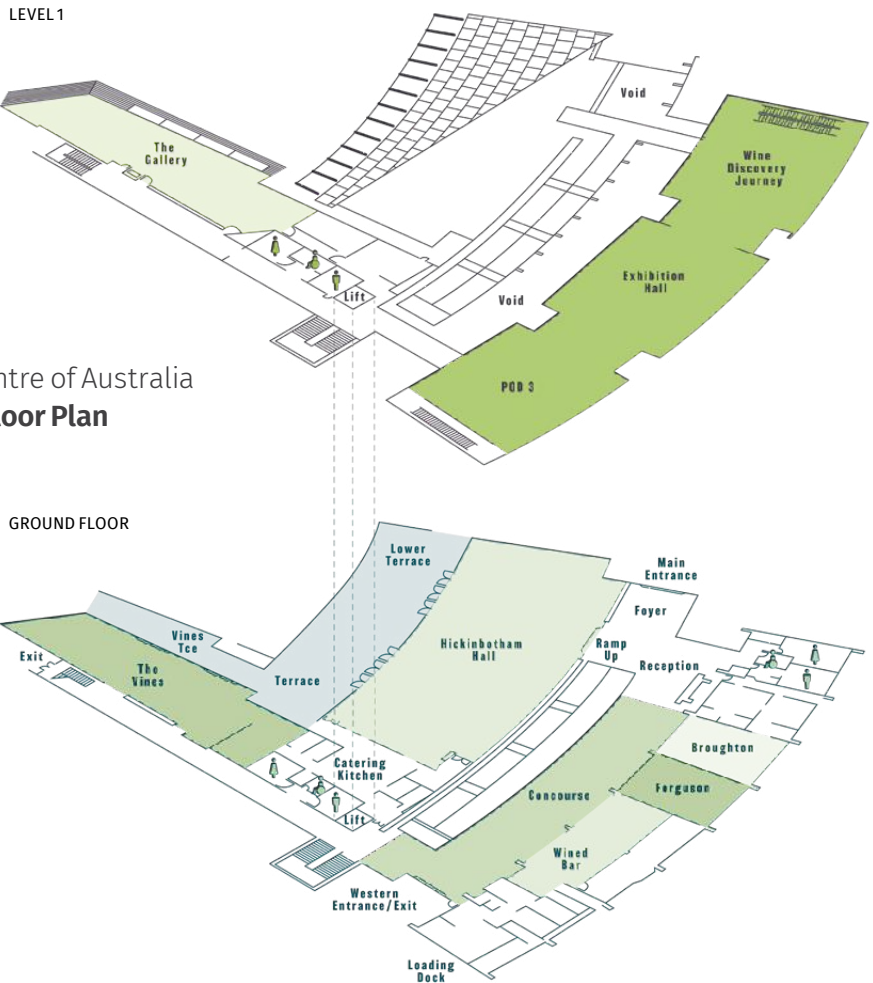 LEVEL 1
Void
The
Gallery
Wine
Discovery
Journey
Exhibition
Hall
Lift
Void
POD 3
ntre of Australia
loor Plan
GROUND FLOOR
Lower
Terrace
Main
Entrance
Foyer
Vines
Tce
Hickinbotham
Hall
Ramp
Up
Exit
The
Vines
Terrace
Reception
Catering
Kitchen
Broughton
Concourse
Ferguson
Lift
Wined
Bar
Western
Entrance/Exit
Loading
Dock